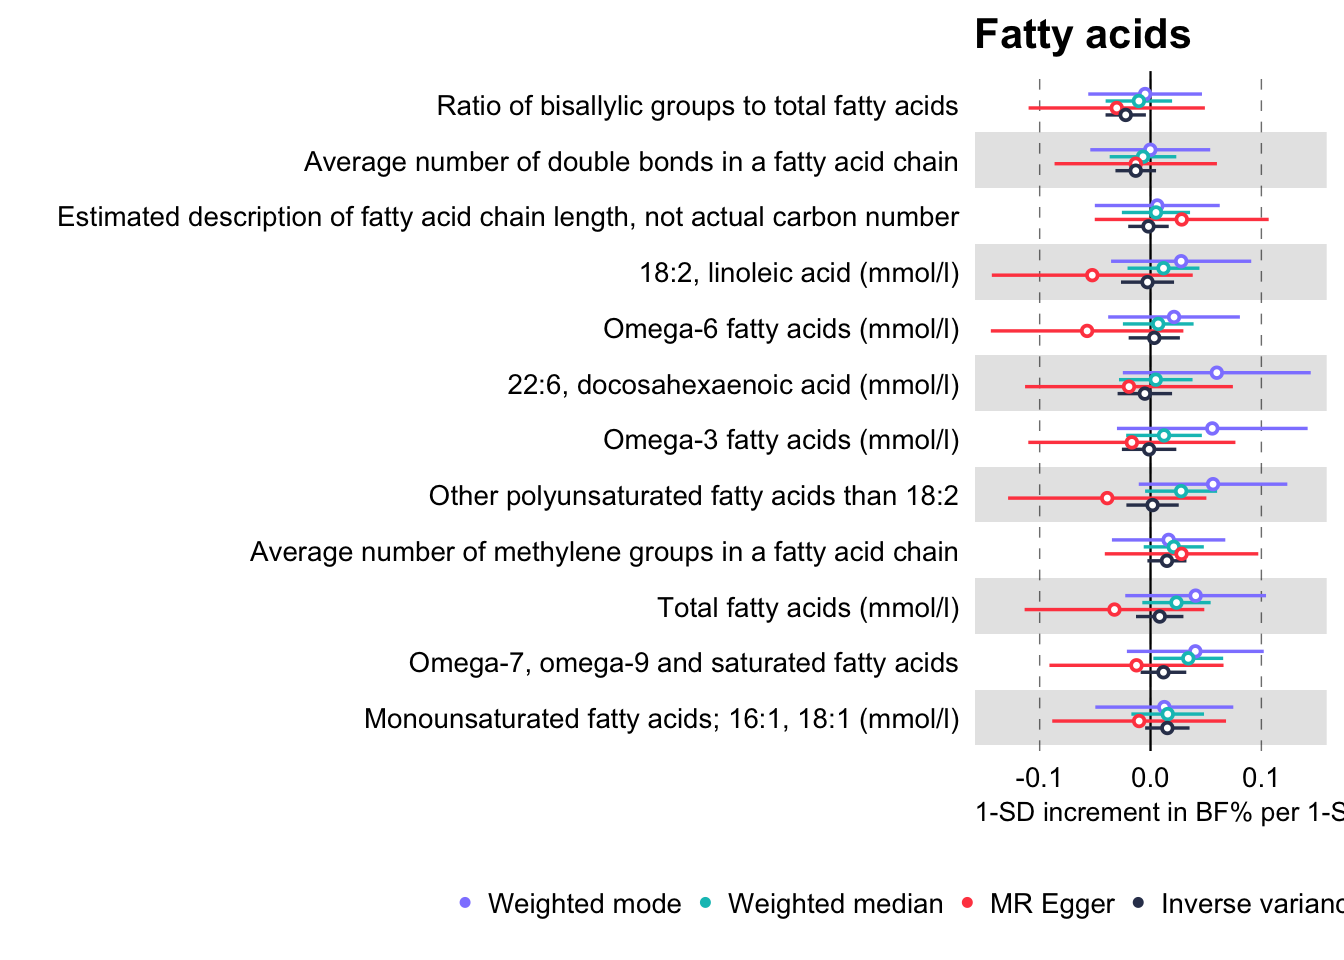 Fatty acids
Ratio of bisallylic groups to total fatty acids
Average number of double bonds in a fatty acid chain
Estimated description of fatty acid chain length, not actual carbon number
18:2, linoleic acid (mmol/l)
Omega-6 fatty acids (mmol/l)
22:6, docosahexaenoic acid (mmol/l)
Omega-3 fatty acids (mmol/l)
Other polyunsaturated fatty acids than 18:2
Average number of methylene groups in a fatty acid chain
Total fatty acids (mmol/l)
Omega-7, omega-9 and saturated fatty acids
Monounsaturated fatty acids; 16:1, 18:1 (mmol/l)
-0.1 0.0 0.1
1-SD increment in BF% per 1-S
Weighted mode Weighted median MR Egger Inverse varianc